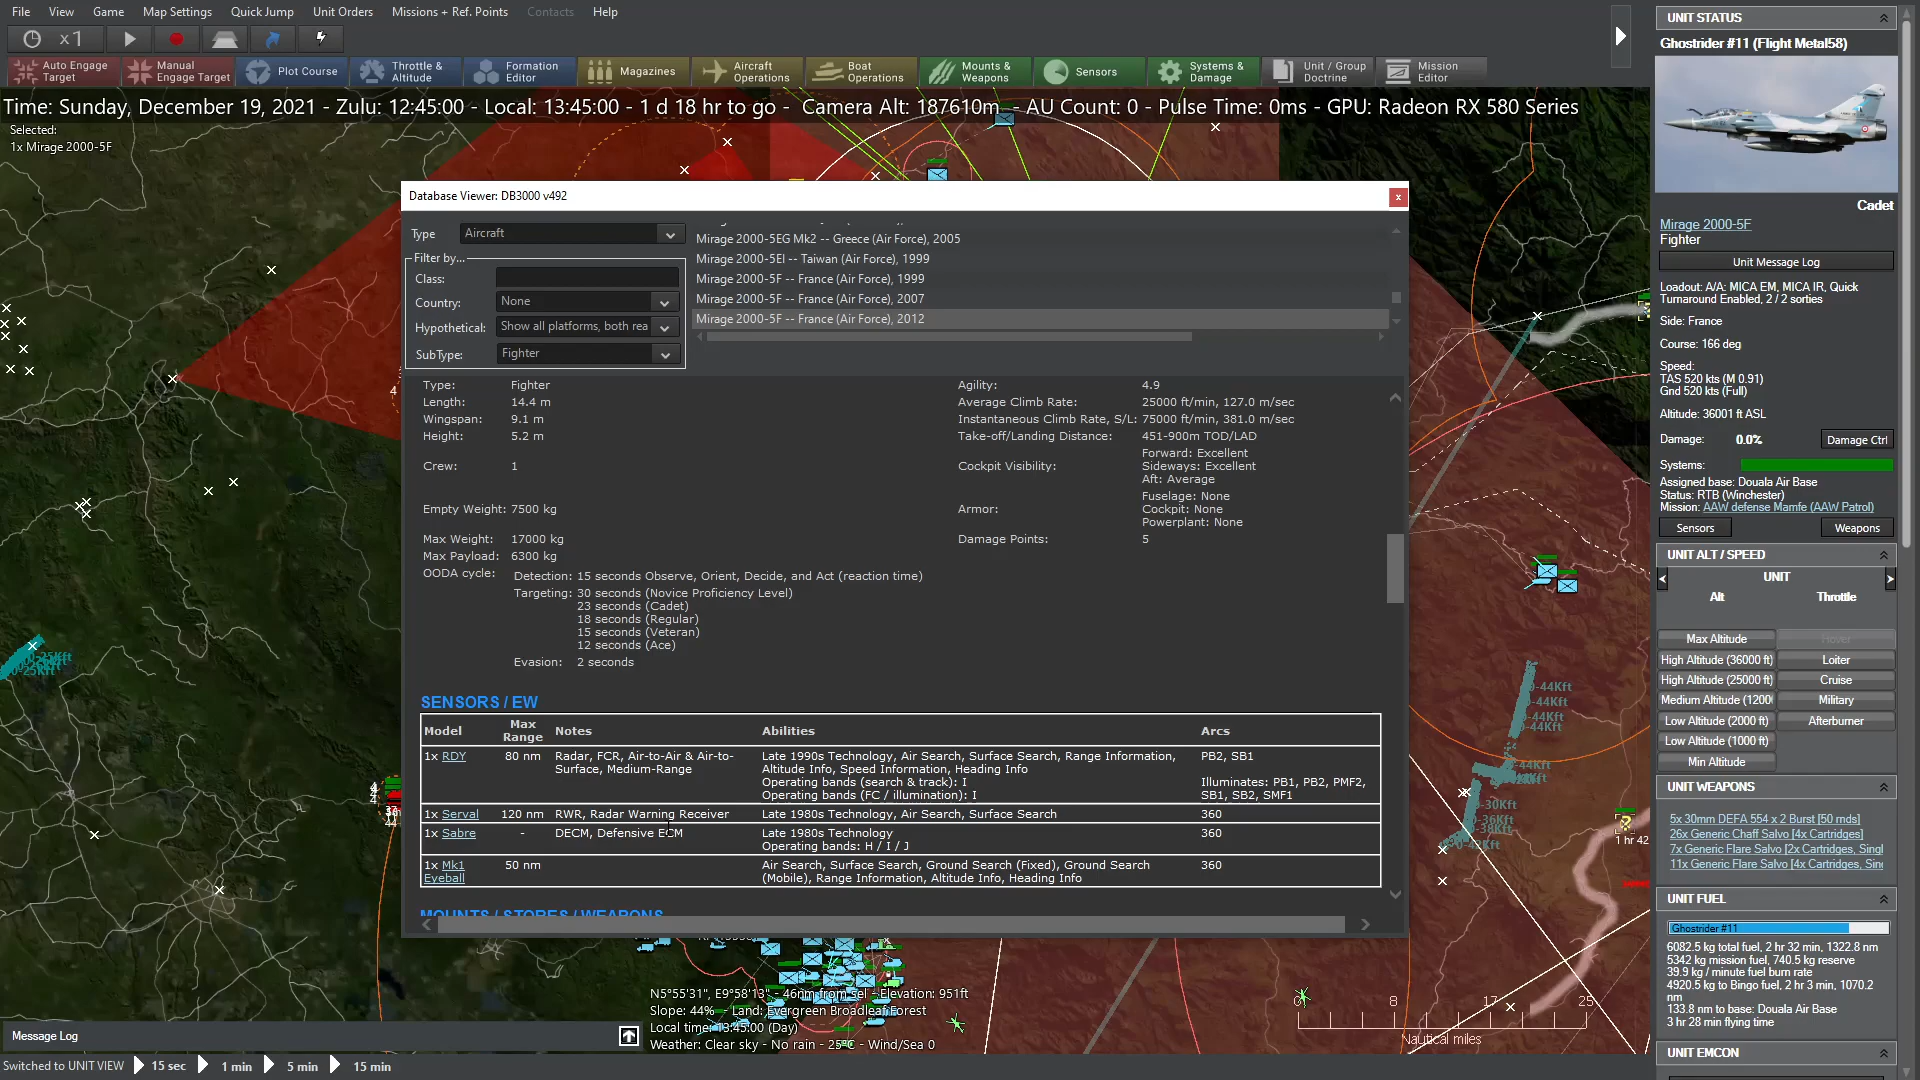 File View Game Map Settings Quick Jump Unit Orders Missions + Ref. Points Contacts Help
x1
Auto Engage Target
Manual Engage Target
Plot Course
Throttle & Altitude
Formation Editor
Magazines
Aircraft Operations
Boat Operations
Mounts & Weapons
Sensors
Systems & Damage
Unit / Group Doctrine
Mission Editor
Time: Sunday, December 19, 2021 - Zulu: 12:45:00 - Local: 13:45:00 - 1 d 18 hr to go - Camera Alt: 187610m - AU Count: 0 - Pulse Time: 0ms - GPU: Radeon RX 580 Series
Selected:
1x Mirage 2000-5F
Database Viewer: DB3000 v492
Type Aircraft
Filter by...
Class:
Country: None
Hypothetical: Show all platforms, both rea
SubType: Fighter
Mirage 2000-5EG Mk2 -- Greece (Air Force), 2005
Mirage 2000-5EI -- Taiwan (Air Force), 1999
Mirage 2000-5F -- France (Air Force), 1999
Mirage 2000-5F -- France (Air Force), 2007
Mirage 2000-5F -- France (Air Force), 2012
Type: Fighter
Length: 14.4 m
Wingspan: 9.1 m
Height: 5.2 m
Crew: 1
Empty Weight: 7500 kg
Max Weight: 17000 kg
Max Payload: 6300 kg
OODA cycle: Detection: 15 seconds Observe, Orient, Decide, and Act (reaction time)
Targeting: 30 seconds (Novice Proficiency Level)
23 seconds (Cadet)
18 seconds (Regular)
15 seconds (Veteran)
12 seconds (Ace)
Evasion: 2 seconds
Agility: 4.9
Average Climb Rate: 25000 ft/min, 127.0 m/sec
Instantaneous Climb Rate, S/L: 75000 ft/min, 381.0 m/sec
Take-off/Landing Distance: 451-900m TOD/LAD
Cockpit Visibility: Forward: Excellent
Sideways: Excellent
Aft: Average
Armor: Fuselage: None
Cockpit: None
Powerplant: None
Damage Points: 5
SENSORS / EW
Model Max Range Notes Abilities Arcs
1x RDY 80 nm Radar, FCR, Air-to-Air & Air-to-Surface, Medium-Range
Late 1990s Technology, Air Search, Surface Search, Range Information,
Altitude Info, Speed Information, Heading Info
Operating bands (search & track): I
Operating bands (FC / illumination): I
PB2, SB1
Illuminates: PB1, PB2, PMF2,
SB1, SB2, SMF1
1x Serval 120 nm RWR, Radar Warning Receiver Late 1980s Technology, Air Search, Surface Search 360
1x Sabre - DECM, Defensive ECM Late 1980s Technology 360
Operating bands: H / I / J
1x Mk1 Eyeball 50 nm Air Search, Surface Search, Ground Search (Fixed), Ground Search 360
(Mobile), Range Information, Altitude Info, Heading Info
MOUNTS / STORES / WEAPONS
N5°55'31", E9°58'13" - 46nm from sel - Elevation: 951ft
Slope: 44% - Land: Evergreen Broadleaf Forest
Local time: 13:45:00 (Day)
Weather: Clear sky - No rain - 25°C - Wind/Sea 0
0 8 17 25
Nautical miles
1 hr 42
Message Log
Switched to UNIT VIEW 15 sec 1 min 5 min 15 min
UNIT STATUS
Ghostrider #11 (Flight Metal58)
Cadet
Mirage 2000-5F
Fighter
Unit Message Log
Loadout: A/A: MICA EM, MICA IR, Quick
Turnaround Enabled, 2 / 2 sorties
Side: France
Course: 166 deg
Speed:
TAS 520 kts (M 0.91)
Gnd 520 kts (Full)
Altitude: 36001 ft ASL
Damage: 0.0% Damage Ctrl
Systems:
Assigned base: Douala Air Base
Status: RTB (Winchester)
Mission: AAW defense Mamfe (AAW Patrol)
Sensors Weapons
UNIT ALT / SPEED
UNIT
Alt Throttle
Max Altitude Hover
High Altitude (36000 ft) Loiter
High Altitude (25000 ft) Cruise
Medium Altitude (1200 Military
Low Altitude (2000 ft) Afterburner
Low Altitude (1000 ft)
Min Altitude
UNIT WEAPONS
5x 30mm DEFA 554 x 2 Burst [50 rnds]
26x Generic Chaff Salvo [4x Cartridges]
7x Generic Flare Salvo [2x Cartridges, Singl
11x Generic Flare Salvo [4x Cartridges, Sin
UNIT FUEL
Ghostrider #11
6082.5 kg total fuel, 2 hr 32 min, 1322.8 nm
5342 kg mission fuel, 740.5 kg reserve
39.9 kg / minute fuel burn rate
4920.5 kg to Bingo fuel, 2 hr 3 min, 1070.2
nm
133.8 nm to base: Douala Air Base
3 hr 28 min flying time
UNIT EMCON